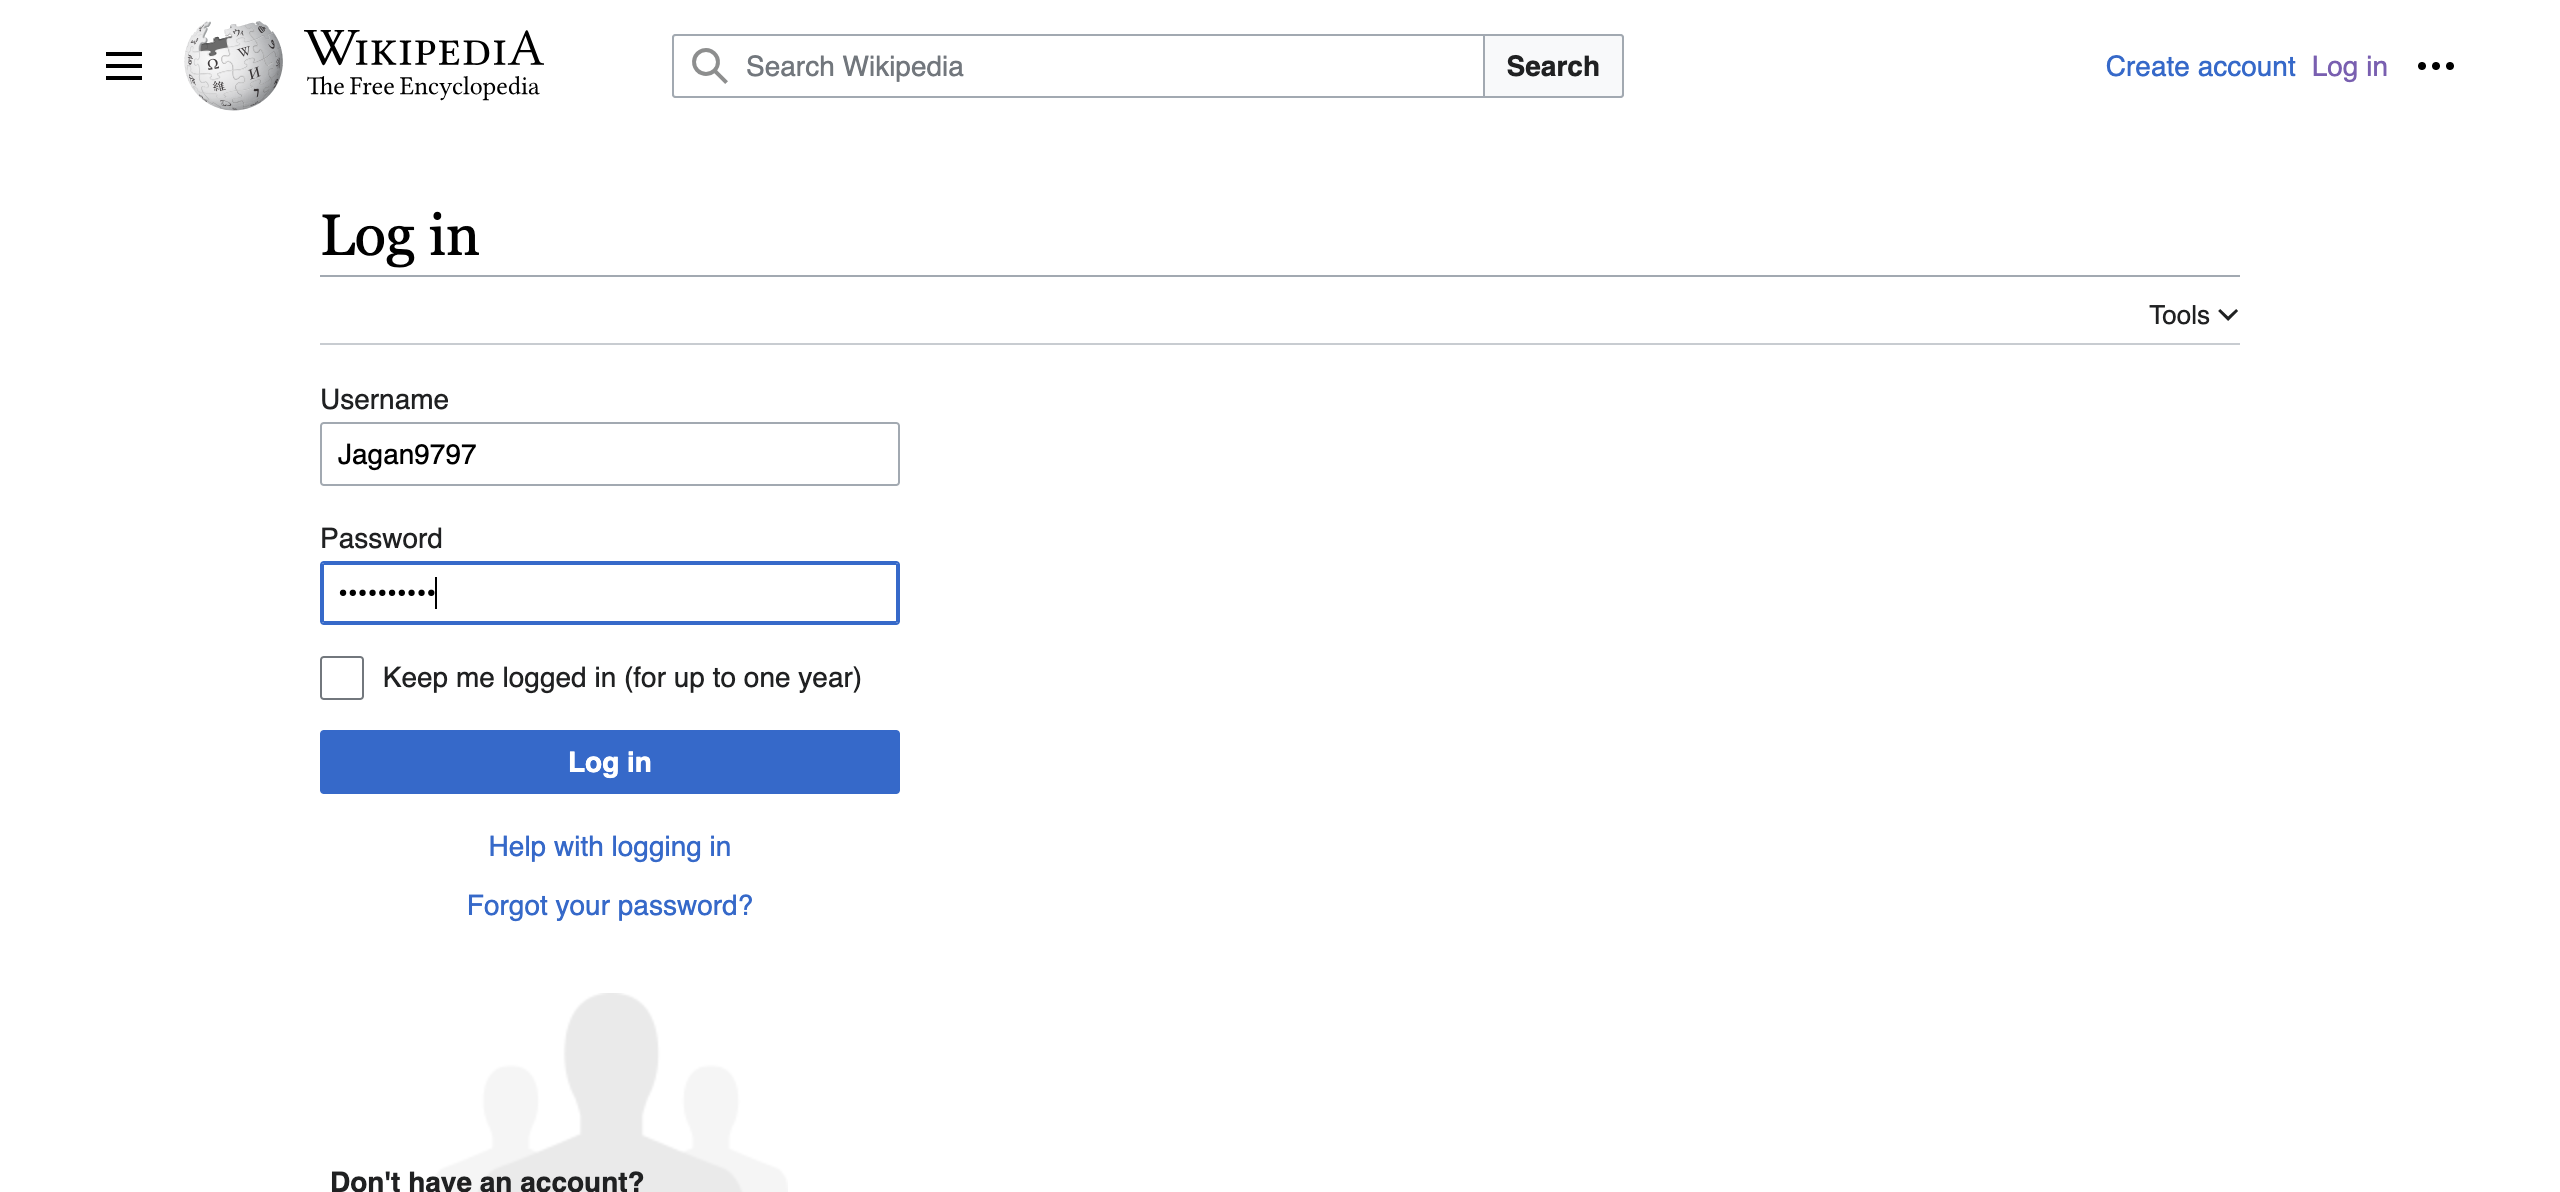 WIKIPEDIA
The Free Encyclopedia
Search Wikipedia
Search
Create account Log in
Log in
Tools
Username
Jagan9797
Password
••••••••••
Keep me logged in (for up to one year)
Log in
Help with logging in
Forgot your password?
Don't have an account?